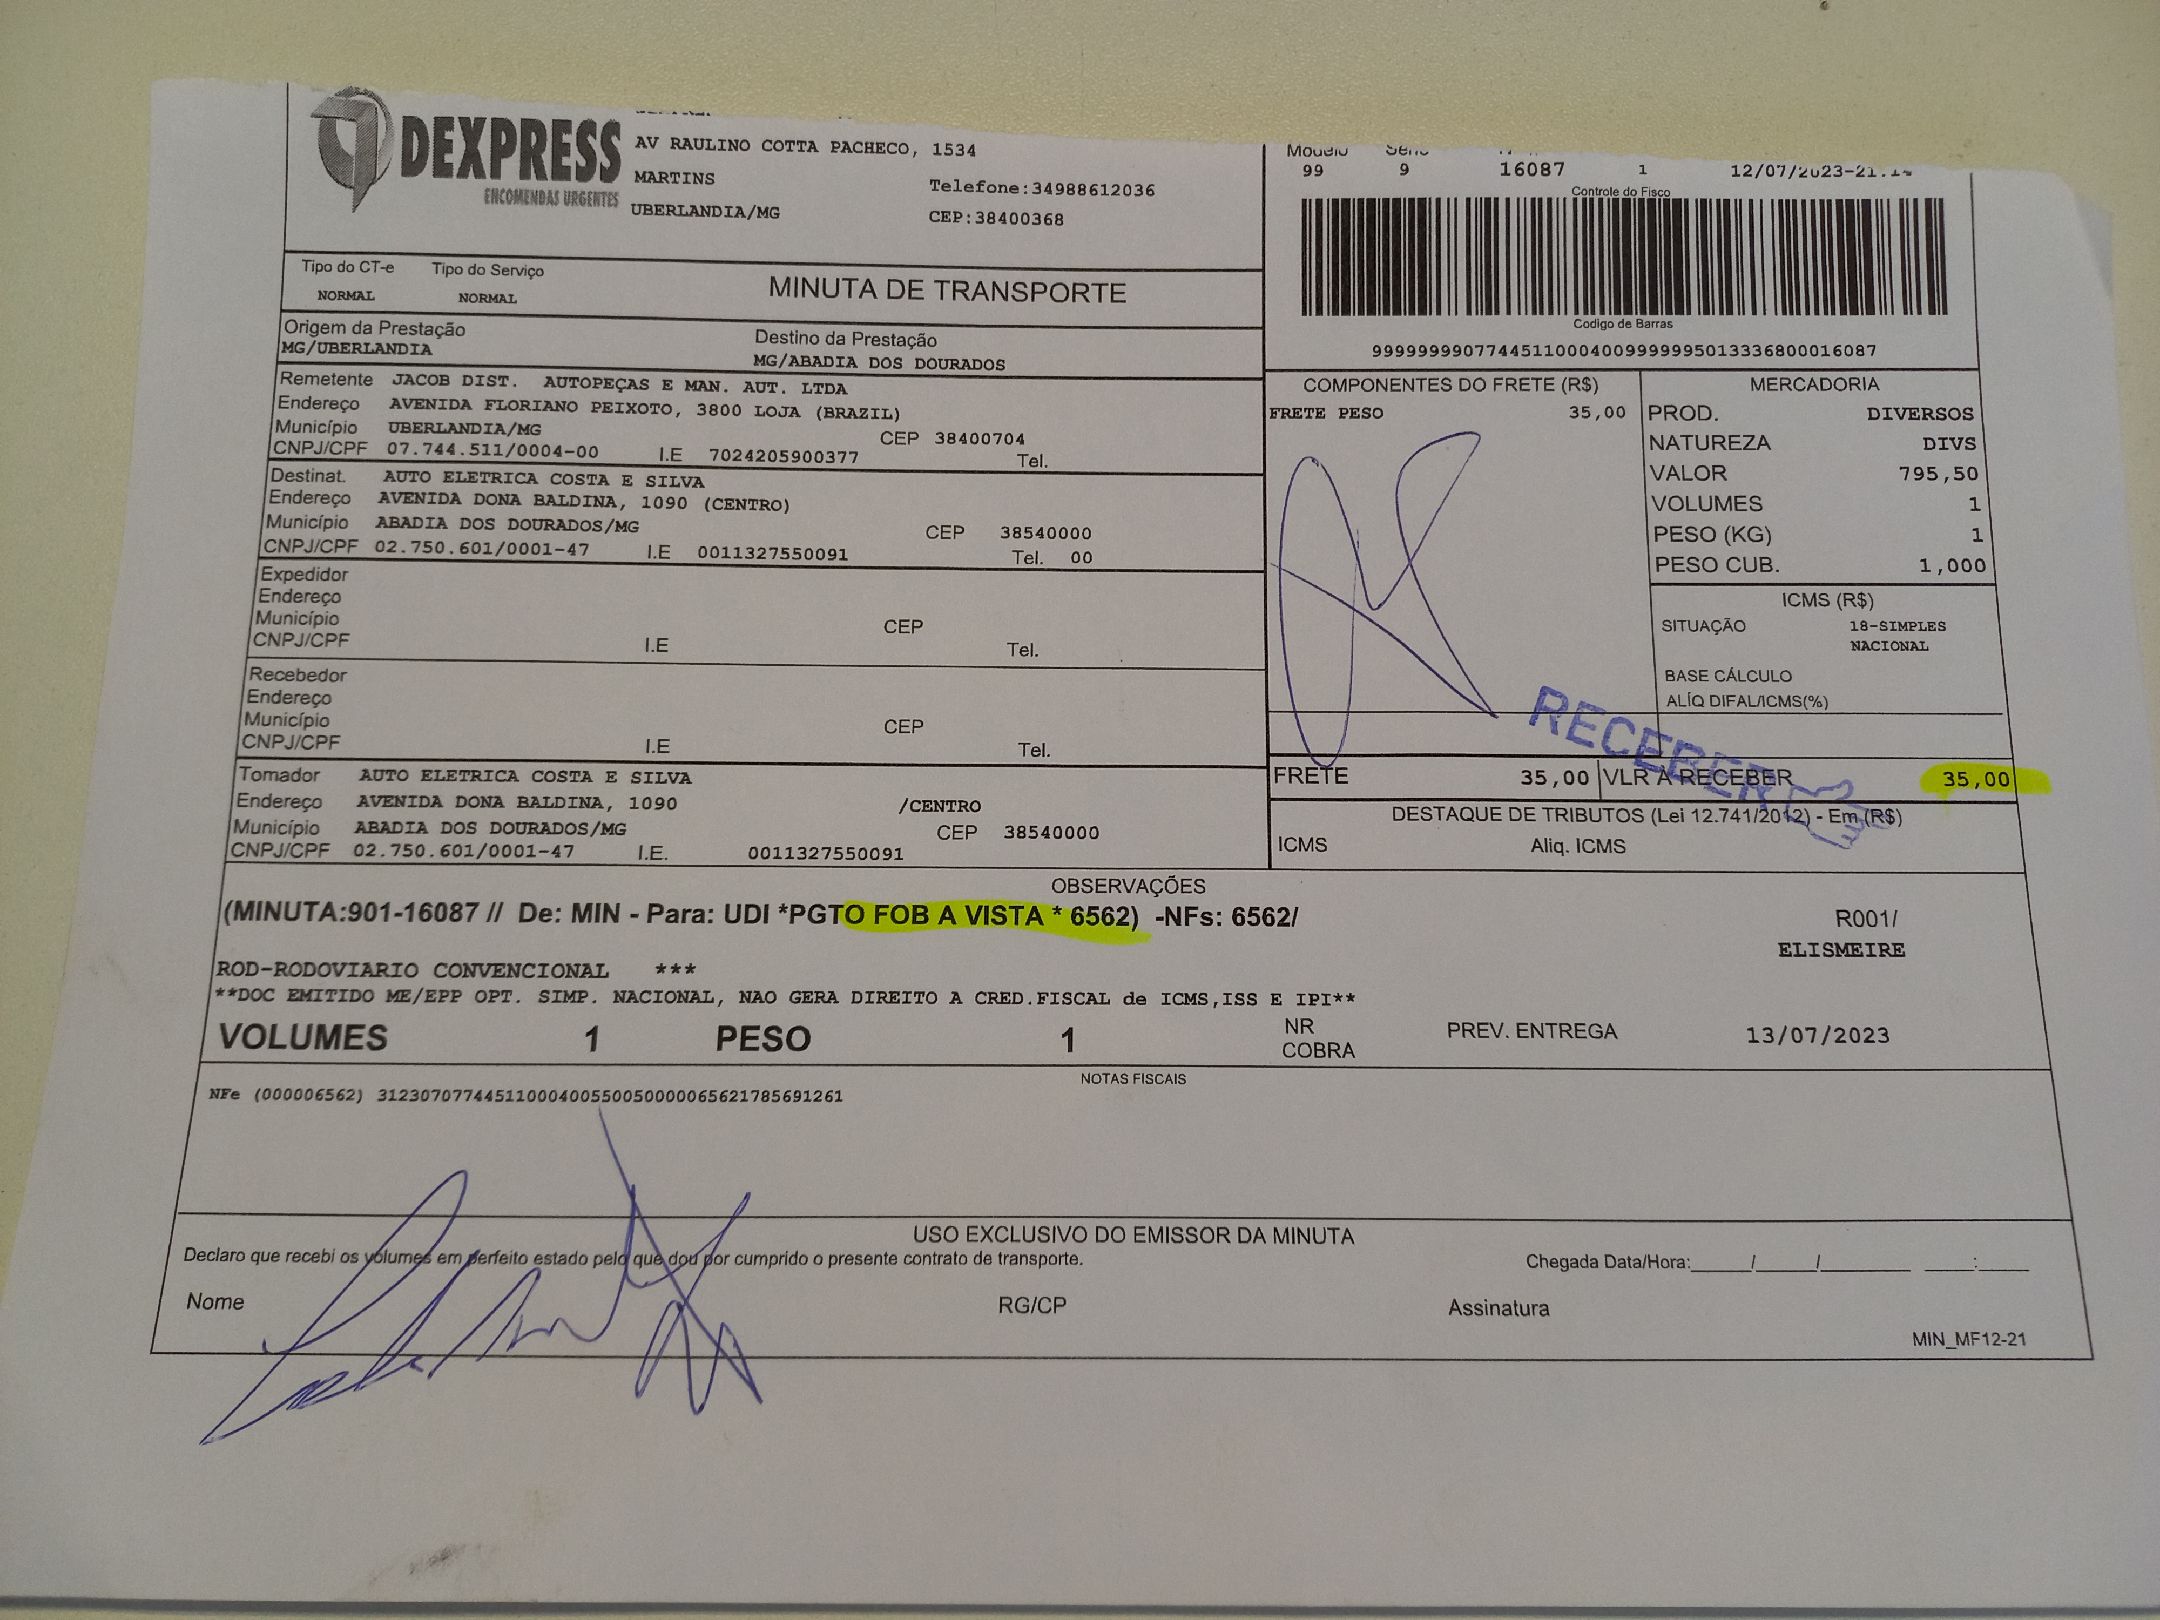 DEXPRESS
ENCOMENDAS URGENTES
AV RAULINO COTTA PACHECO, 1534
MARTINS Telefone:34988612036
UBERLANDIA/MG CEP:38400368
Modelo Série
99 9 16087 1 12/07/2023-21:14
Controle do Fisco
Codigo de Barras
999999990774451100040099999995013336800016087
Tipo do CT-e Tipo do Serviço
NORMAL NORMAL
MINUTA DE TRANSPORTE
Origem da Prestação Destino da Prestação
MG/UBERLANDIA MG/ABADIA DOS DOURADOS
Remetente JACOB DIST. AUTOPEÇAS E MAN. AUT. LTDA
Endereço AVENIDA FLORIANO PEIXOTO, 3800 LOJA (BRAZIL)
Município UBERLANDIA/MG CEP 38400704
CNPJ/CPF 07.744.511/0004-00 I.E 7024205900377 Tel.
Destinat. AUTO ELETRICA COSTA E SILVA
Endereço AVENIDA DONA BALDINA, 1090 (CENTRO)
Município ABADIA DOS DOURADOS/MG CEP 38540000
CNPJ/CPF 02.750.601/0001-47 I.E 0011327550091 Tel. 00
Expedidor
Endereço
Município CEP
CNPJ/CPF I.E Tel.
Recebedor
Endereço
Município CEP
CNPJ/CPF I.E Tel.
Tomador AUTO ELETRICA COSTA E SILVA
Endereço AVENIDA DONA BALDINA, 1090 /CENTRO
Município ABADIA DOS DOURADOS/MG CEP 38540000
CNPJ/CPF 02.750.601/0001-47 I.E. 0011327550091
COMPONENTES DO FRETE (R$)
FRETE PESO 35,00
MERCADORIA
PROD. DIVERSOS
NATUREZA DIVS
VALOR 795,50
VOLUMES 1
PESO (KG) 1
PESO CUB. 1,000
ICMS (R$)
SITUAÇÃO 18-SIMPLES
NACIONAL
BASE CÁLCULO
ALÍQ DIFAL/ICMS(%)
RECEBER
FRETE 35,00 VLR A RECEBER 35,00
DESTAQUE DE TRIBUTOS (Lei 12.741/2012) - Em (R$)
ICMS Aliq. ICMS
OBSERVAÇÕES
(MINUTA:901-16087 // De: MIN - Para: UDI *PGTO FOB A VISTA * 6562) -NFs: 6562/
R001/
ELISMEIRE
ROD-RODOVIARIO CONVENCIONAL ***
**DOC EMITIDO ME/EPP OPT. SIMP. NACIONAL, NAO GERA DIREITO A CRED.FISCAL de ICMS,ISS E IPI**
VOLUMES 1 PESO 1 NR COBRA PREV. ENTREGA 13/07/2023
NOTAS FISCAIS
NFe (000006562) 31230707744511000400550050000065621785691261
USO EXCLUSIVO DO EMISSOR DA MINUTA
Declaro que recebi os volumes em perfeito estado pelo que dou por cumprido o presente contrato de transporte.
Chegada Data/Hora:____/____/____ ____:____
Nome RG/CP Assinatura
MIN_MF12-21